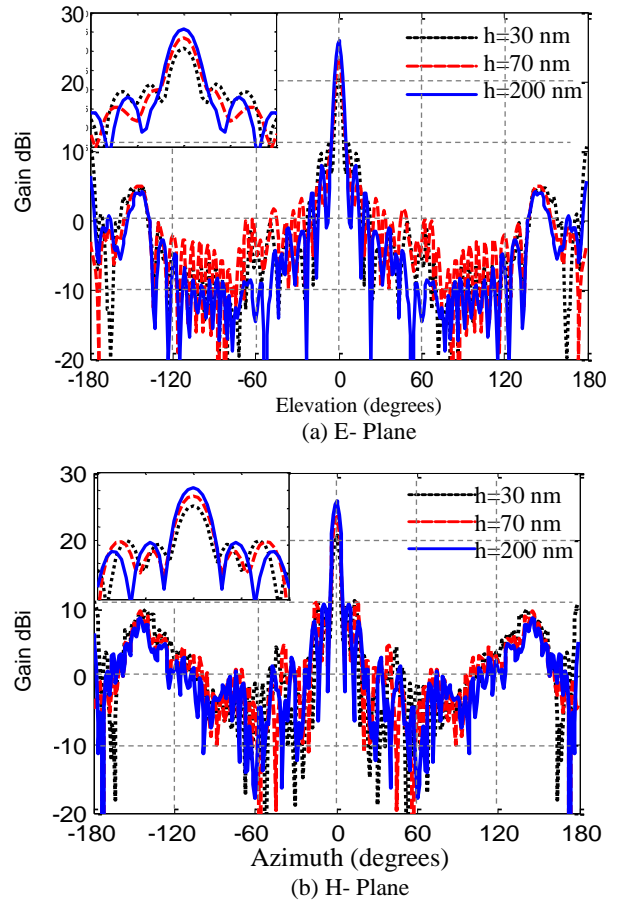 30
20
10
0
-10
-20
Gain dBi
h=30 nm
h=70 nm
h=200 nm
-180 -120 -60 0 60 120 180
Elevation (degrees)
(a) E- Plane
30
20
10
0
-10
-20
Gain dBi
h=30 nm
h=70 nm
h=200 nm
-180 -120 -60 0 60 120 180
Azimuth (degrees)
(b) H- Plane